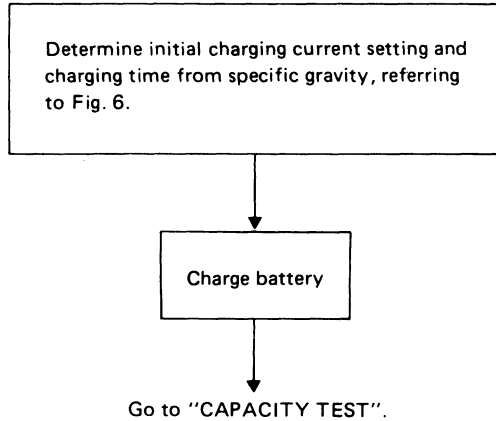 Determine initial charging current setting and
charging time from specific gravity, referring
to Fig. 6.
Charge battery
Go to "CAPACITY TEST".